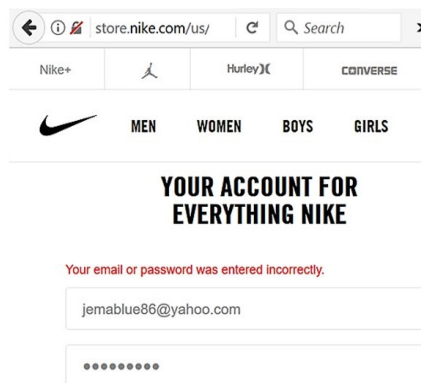 store.nike.com/us/ Search
Nike+ Hurley CONVERSE
MEN WOMEN BOYS GIRLS
YOUR ACCOUNT FOR
EVERYTHING NIKE
Your email or password was entered incorrectly.
jemablue86@yahoo.com
•••••••••